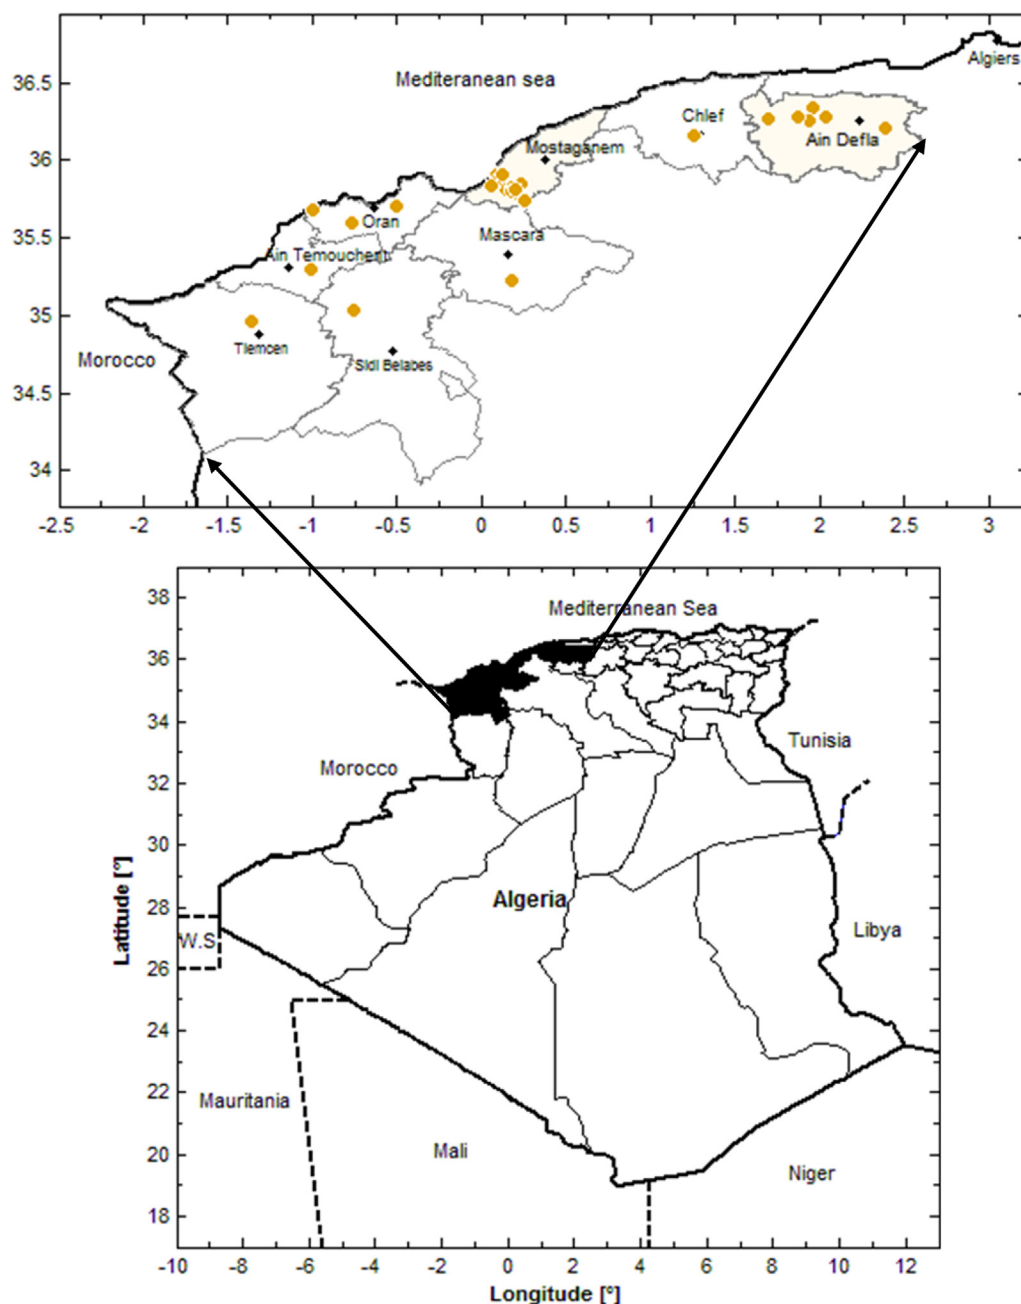 Algiers
36.5
Mediteranean sea
Chlef
36
Mostaganem
Ain Defla
35.5
Oran
Mascara
Ain Temouchent
35
Tlemcen
Morocco
Sidi Belabes
34.5
34
-2.5
-2
-1.5
-1
-0.5
0
0.5
1
1.5
2
2.5
3
38
Mediterranean Sea
36
34
Tunisia
Morocco
32
30
Latitude [°]
28
Algeria
W.S
Libya
26
24
22
Mauritania
20
Mali
Niger
18
-10
-8
-6
-4
-2
0
2
4
6
8
10
12
Longitude [°]